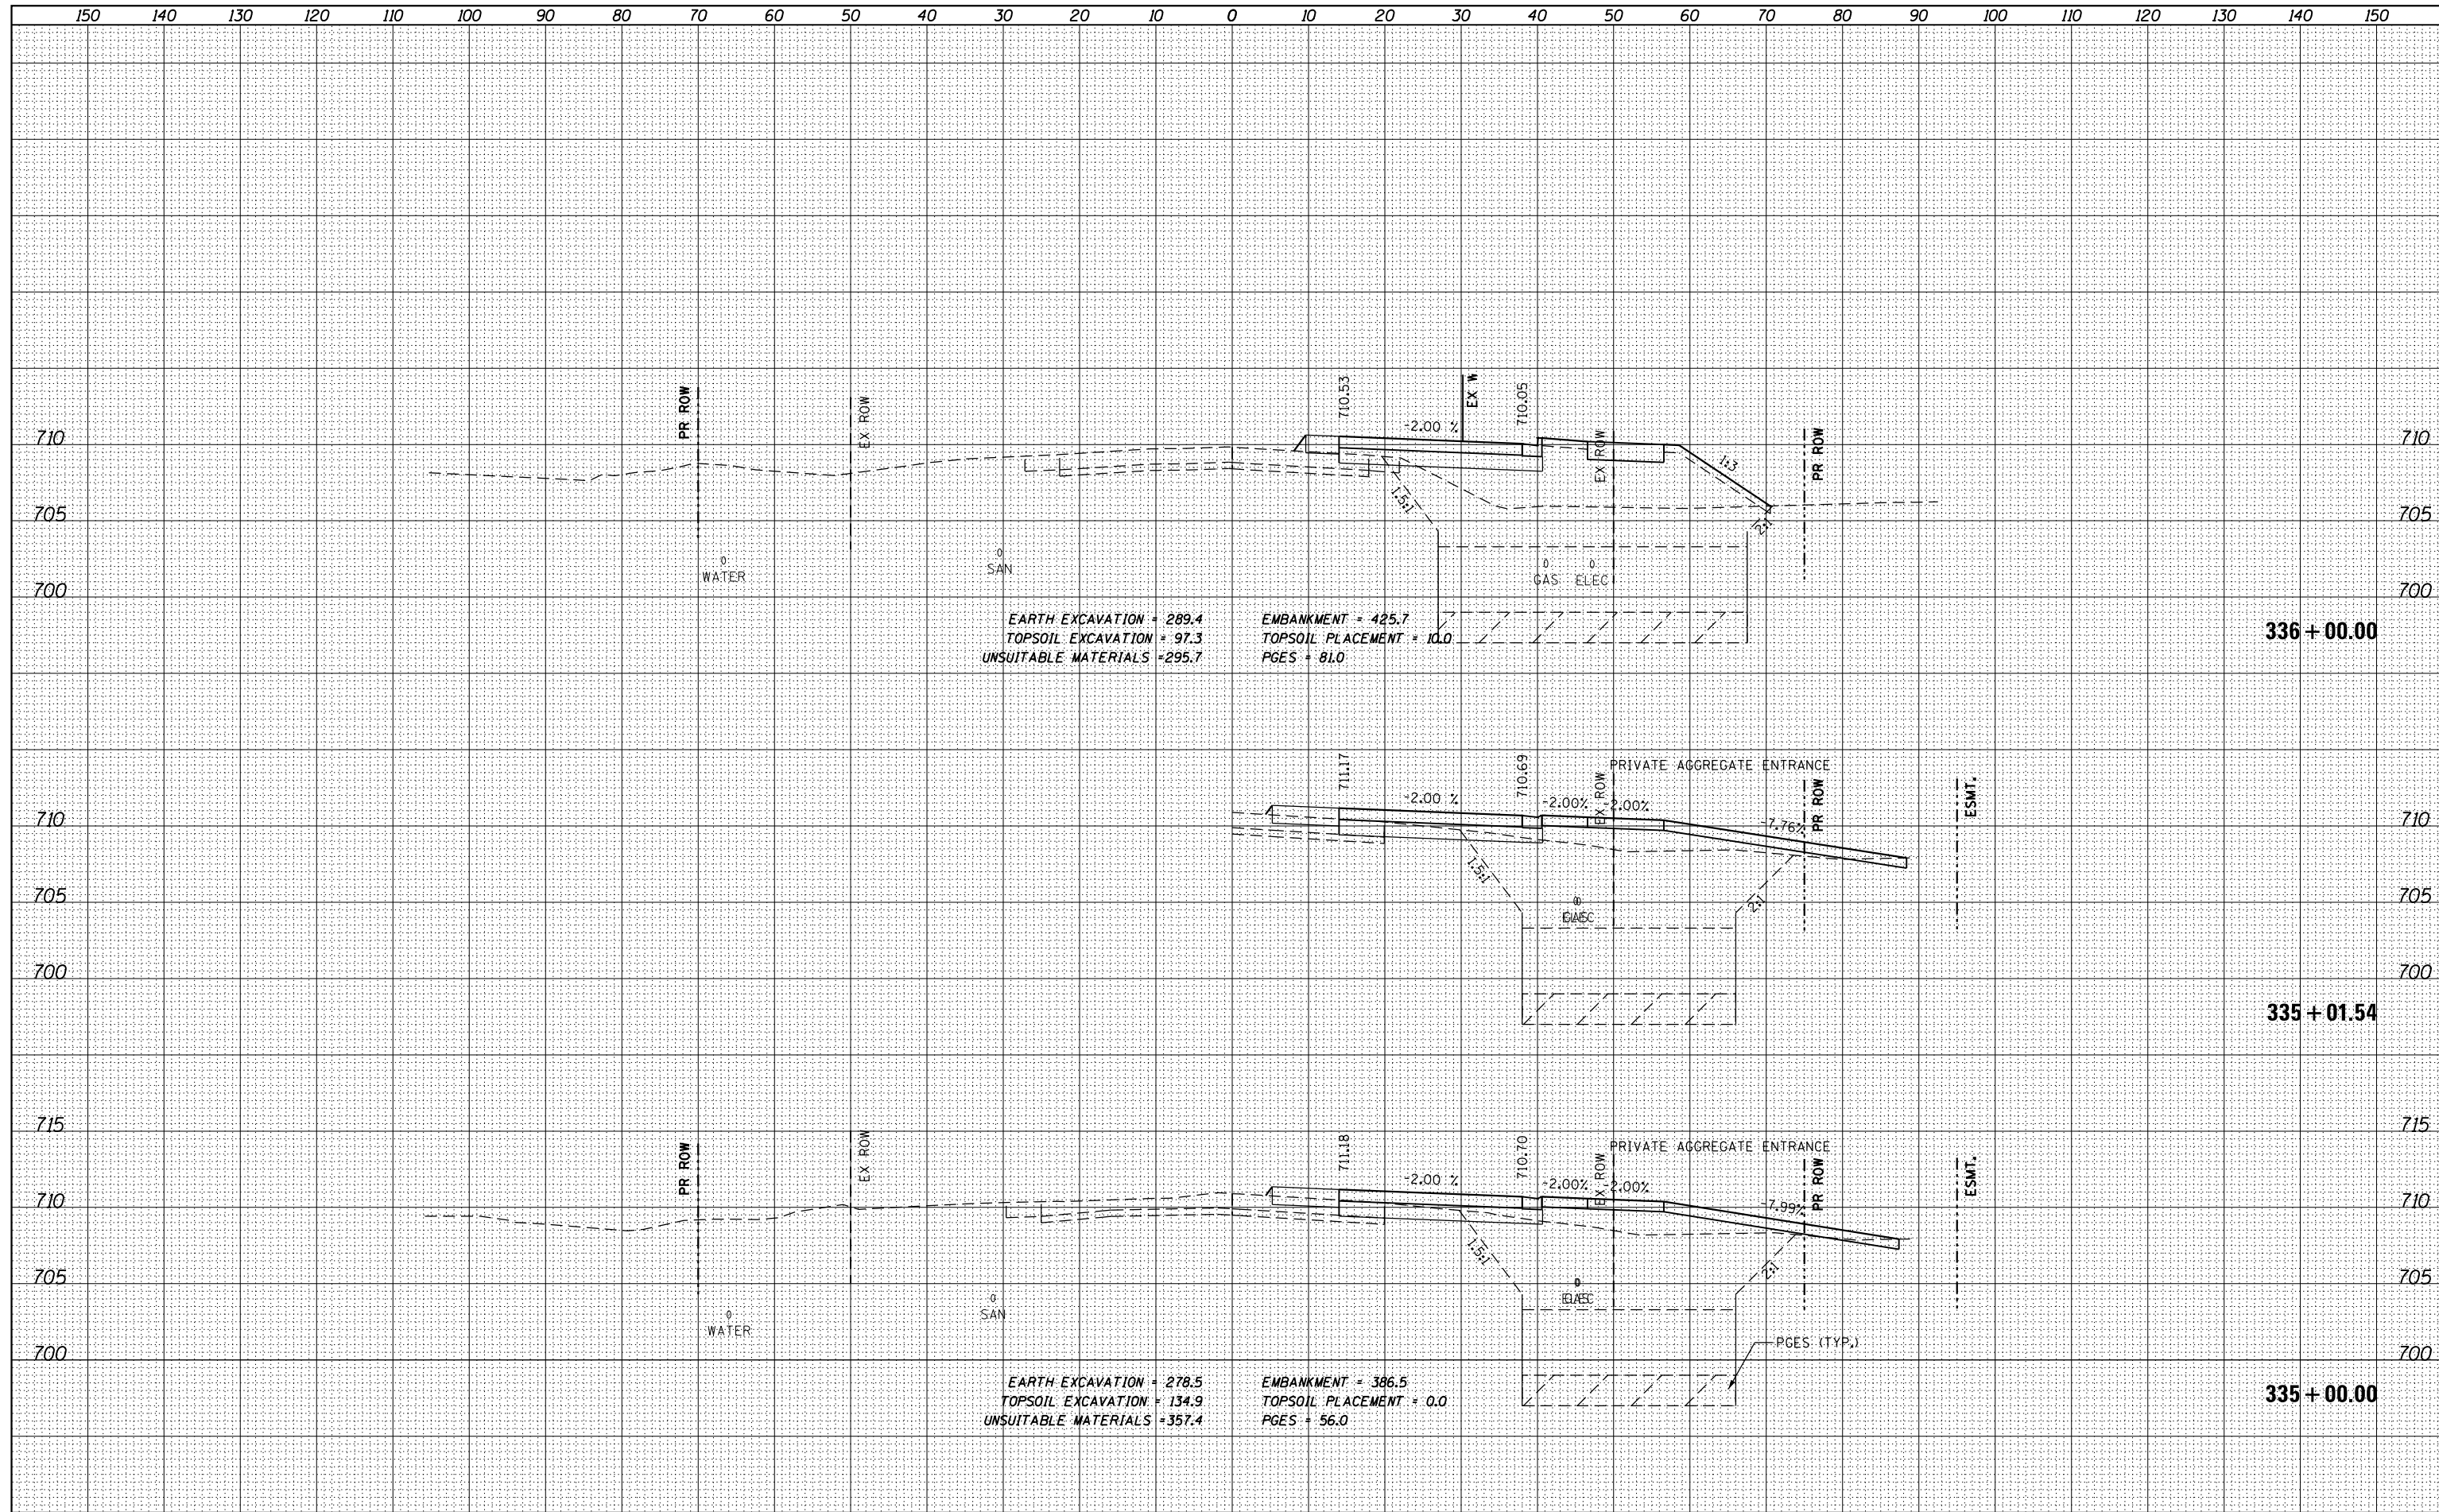 150 140 130 120 110 100 90 80 70 60 50 40 30 20 10 0 10 20 30 40 50 60 70 80 90 100 110 120 130 140 150
PR ROW
EX ROW
710.53
EX W
710.05
-2.00 %
EX ROW
1:3
PR ROW
710 710
705 705
1.5:1
2:1
WATER
SAN
GAS ELEC
700 700
EARTH EXCAVATION = 289.4 EMBANKMENT = 425.7
TOPSOIL EXCAVATION = 97.3 TOPSOIL PLACEMENT = 10.0
UNSUITABLE MATERIALS =295.7 PGES = 81.0
336+00.00
711.17
710.69
PRIVATE AGGREGATE ENTRANCE
-2.00 %
-2.00%
EX ROW
-2.00%
-7.76%
PR ROW
ESMT.
710 710
1.5:1
2:1
705 705
GAS
ELEC
700 700
335+01.54
715 715
PR ROW
EX ROW
711.18
710.70
PRIVATE AGGREGATE ENTRANCE
-2.00 %
-2.00%
EX ROW
-2.00%
-7.99%
PR ROW
ESMT.
710 710
1.5:1
2:1
705 705
WATER
SAN
GAS
ELEC
PGES (TYP.)
700 700
EARTH EXCAVATION = 278.5 EMBANKMENT = 386.5
TOPSOIL EXCAVATION = 134.9 TOPSOIL PLACEMENT = 0.0
UNSUITABLE MATERIALS =357.4 PGES = 56.0
335+00.00